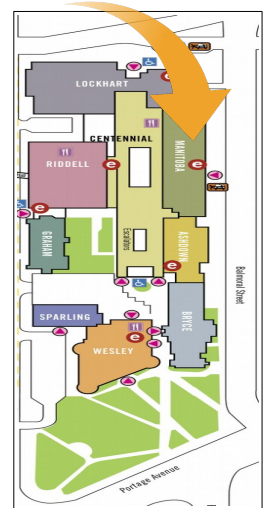 LOCKHART
CENTENNIAL
MANITOBA
RIDDELL
e
e
e
e
GRAHAM
Escalators
ASHDOWN
Balmoral Street
SPARLING
BRYCE
e
e
WESLEY
Portage Avenue